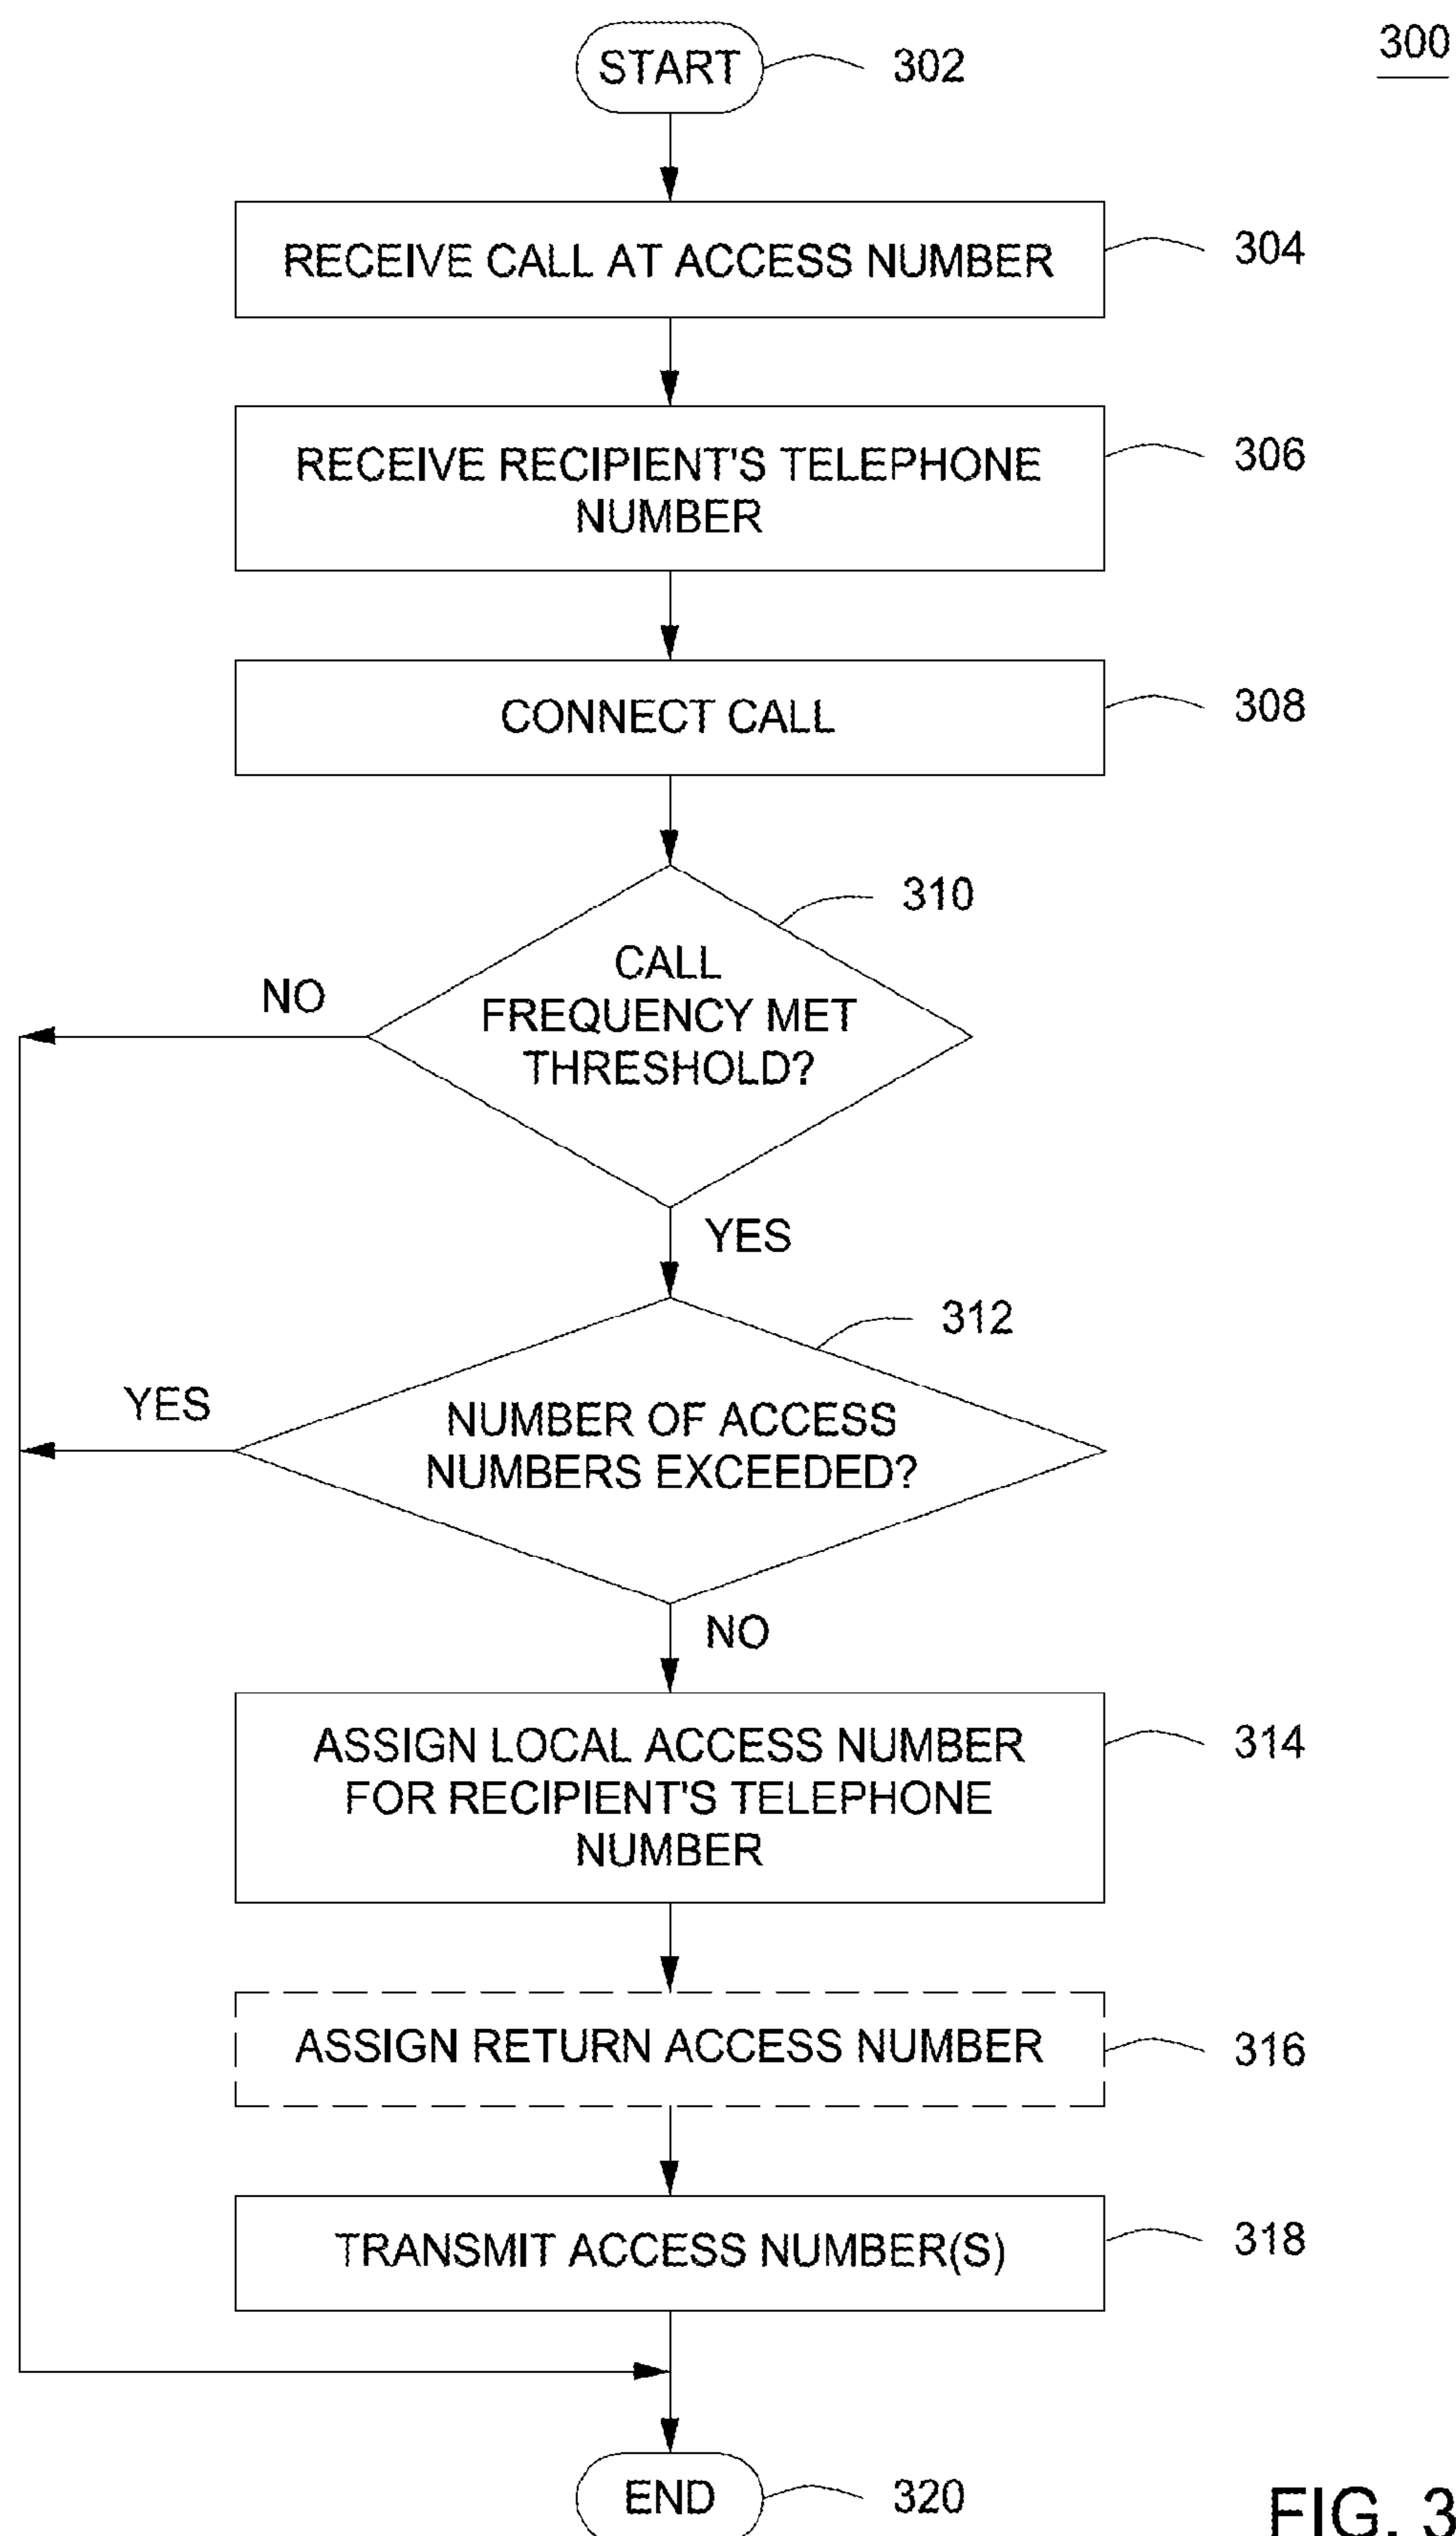 300
START
302
RECEIVE CALL AT ACCESS NUMBER
304
RECEIVE RECIPIENT'S TELEPHONE
NUMBER
306
CONNECT CALL
308
310
CALL
FREQUENCY MET
THRESHOLD?
NO
YES
312
NUMBER OF ACCESS
NUMBERS EXCEEDED?
YES
NO
ASSIGN LOCAL ACCESS NUMBER
FOR RECIPIENT'S TELEPHONE
NUMBER
314
ASSIGN RETURN ACCESS NUMBER
316
TRANSMIT ACCESS NUMBER(S)
318
END
320
FIG. 3